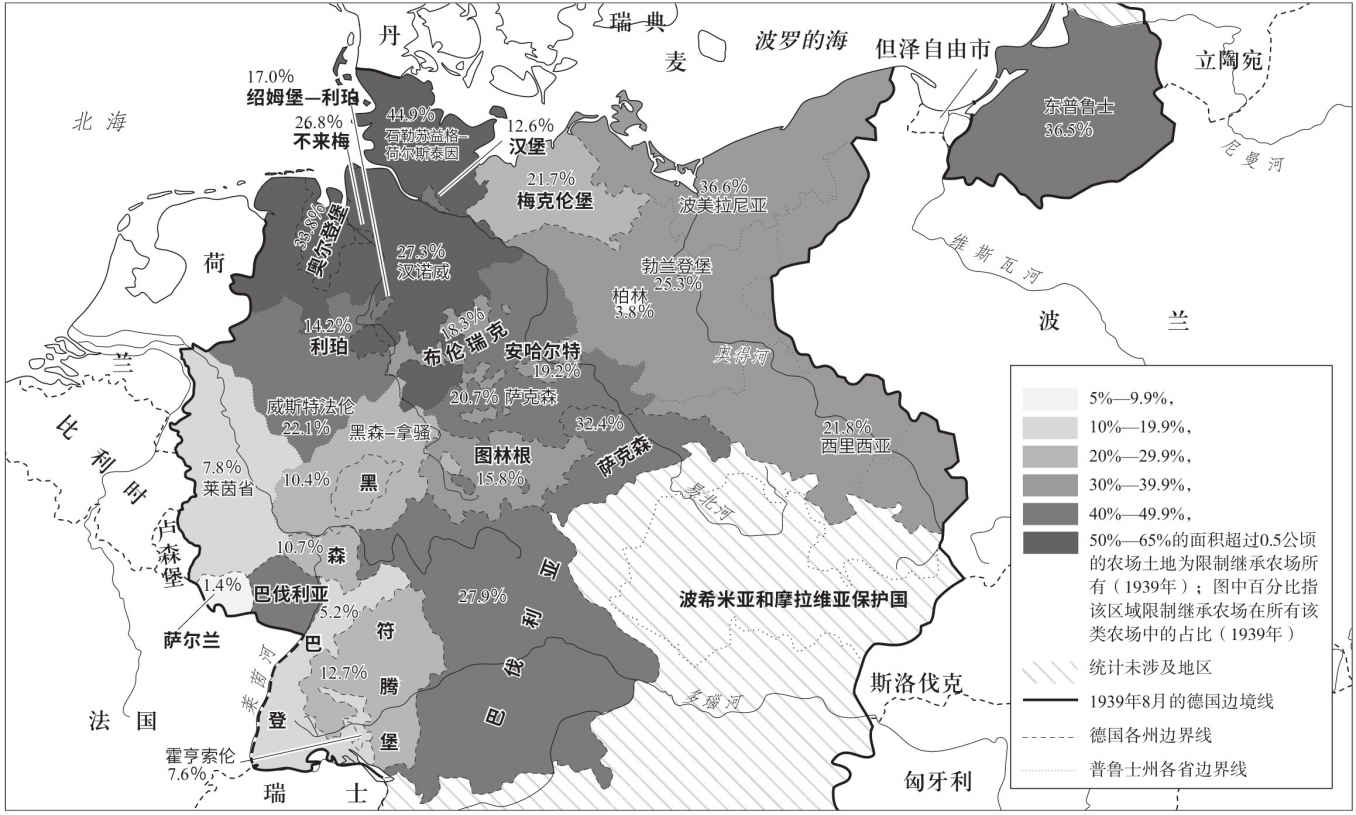 丹
瑞典
麦
波罗的海
但泽自由市
立陶宛
北海
17.0%
绍姆堡—利珀
26.8%
不来梅
44.9%
石勒苏益格—
荷尔斯泰因
12.6%
汉堡
东普鲁士
36.5%
尼曼河
21.7%
梅克伦堡
36.6%
波美拉尼亚
33.8%
奥尔登堡
荷
兰
27.3%
汉诺威
勃兰登堡
25.3%
柏林
3.8%
维斯瓦河
波兰
14.2%
利珀
18.3%
布伦瑞克
安哈尔特
19.2%
奥得河
20.7%
萨克森
威斯特法伦
22.1%
黑森—拿骚
32.4%
萨克森
21.8%
西里西亚
比利时
7.8%
莱茵省
10.4%
黑
图林根
15.8%
易北河
卢森堡
10.7%
森
1.4%
萨尔兰
巴伐利亚
5.2%
巴
符
27.9%
亚
利
伐
巴
波希米亚和摩拉维亚保护国
12.7%
腾
登
堡
莱茵河
法国
霍亨索伦
7.6%
瑞士
多瑙河
斯洛伐克
匈牙利
5%—9.9%，
10%—19.9%，
20%—29.9%，
30%—39.9%，
40%—49.9%，
50%—65%的面积超过0.5公顷
的农场土地为限制继承农场所
有（1939年）；图中百分比指
该区域限制继承农场在所有该
类农场中的占比（1939年）
统计未涉及地区
1939年8月的德国边境线
德国各州边界线
普鲁士州各省边界线